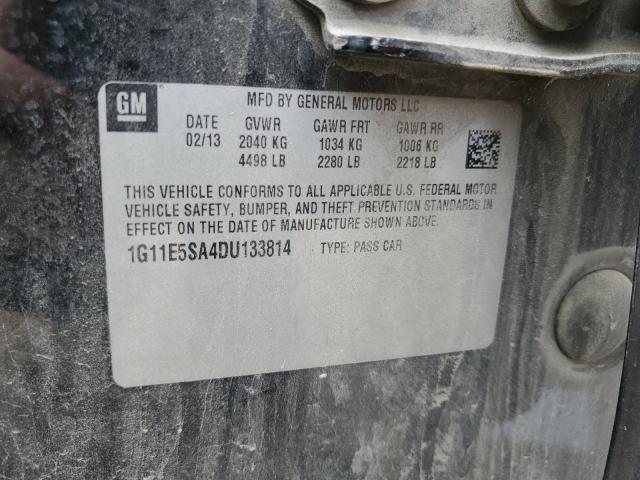 GM
MFD BY GENERAL MOTORS LLC
DATE GVWR GAWR FRT GAWR RR
02/13 2040 KG 1034 KG 1006 KG
4498 LB 2280 LB 2218 LB
THIS VEHICLE CONFORMS TO ALL APPLICABLE U.S. FEDERAL MOTOR
VEHICLE SAFETY, BUMPER, AND THEFT PREVENTION STANDARDS IN
EFFECT ON THE DATE OF MANUFACTURE SHOWN ABOVE.
1G11E5SA4DU133814 TYPE: PASS CAR